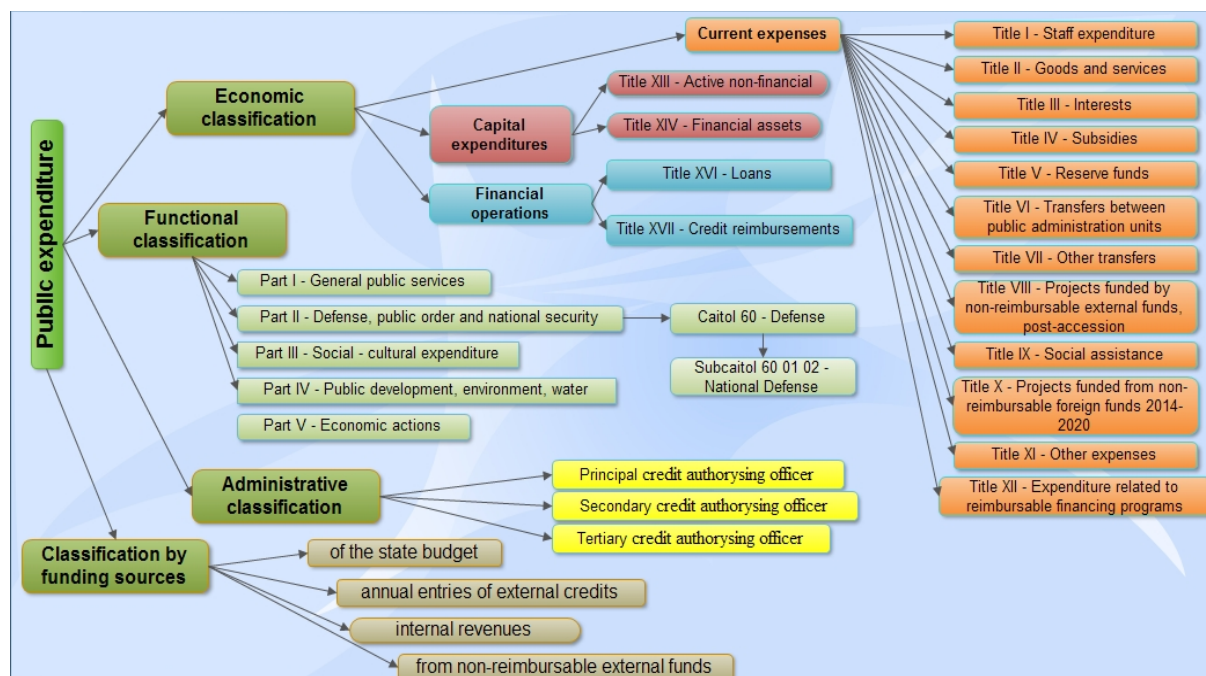 Public expenditure
Economic
classification
Current expenses
Title I - Staff expenditure
Title II - Goods and services
Title III - Interests
Title IV - Subsidies
Title V - Reserve funds
Title VI - Transfers between
public administration units
Title VII - Other transfers
Title VIII - Projects funded by
non-reimbursable external funds,
post-accession
Title IX - Social assistance
Title X - Projects funded from non-
reimbursable foreign funds 2014-
2020
Title XI - Other expenses
Title XII - Expenditure related to
reimbursable financing programs
Capital
expenditures
Title XIII - Active non-financial
Title XIV - Financial assets
Financial
operations
Title XVI - Loans
Title XVII - Credit reimbursements
Functional
classification
Part I - General public services
Part II - Defense, public order and national security
Caitol 60 - Defense
Subcaitol 60 01 02 -
National Defense
Part III - Social - cultural expenditure
Part IV - Public development, environment, water
Part V - Economic actions
Administrative
classification
Principal credit authorysing officer
Secondary credit authorysing officer
Tertiary credit authorysing officer
Classification by
funding sources
of the state budget
annual entries of external credits
internal revenues
from non-reimbursable external funds